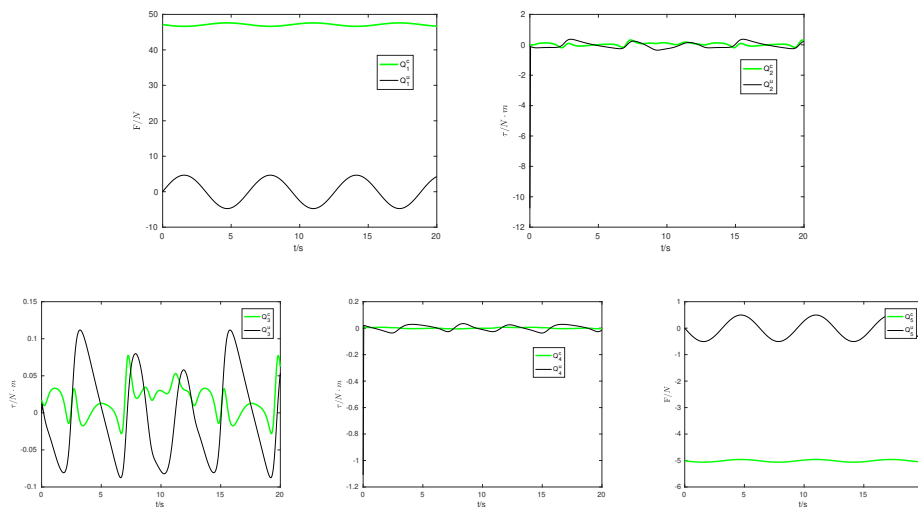 50
40
30
20
10
0
-10
F/N
0 5 10 15 20
t/s
Q₁ᶜ
Q₁ᵘ
2
0
-2
-4
-6
-8
-10
-12
τ/N · m
0 5 10 15 20
t/s
Q₂ᶜ
Q₂ᵘ
0.15
0.1
0.05
0
-0.05
-0.1
τ/N · m
0 5 10 15 20
t/s
Q₃ᶜ
Q₃ᵘ
0.2
0
-0.2
-0.4
-0.6
-0.8
-1
-1.2
τ/N · m
0 5 10 15 20
t/s
Q₄ᶜ
Q₄ᵘ
1
0
-1
-2
-3
-4
-5
-6
F/N
0 5 10 15 20
t/s
Q₅ᶜ
Q₅ᵘ